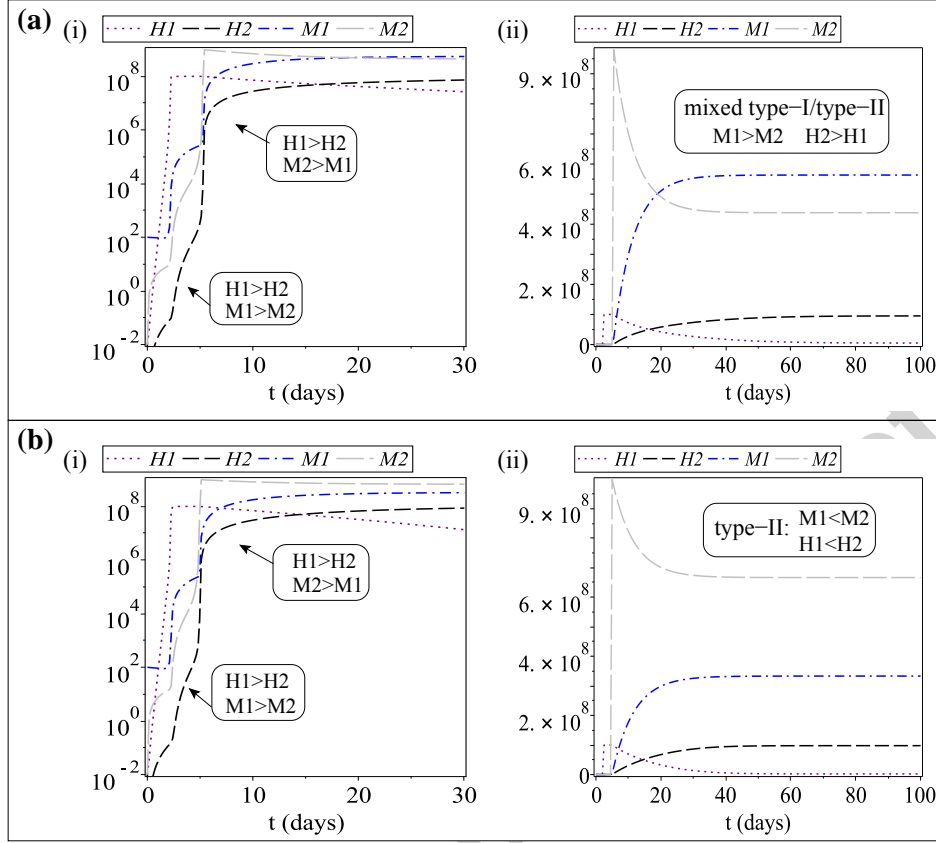 (a)
(i)
H1 H2 M1 M2
10^8
10^6
10^4
10^2
10^0
10^-2
0 5 10 20 30
t (days)
H1>H2
M2>M1
H1>H2
M1>M2
(ii)
H1 H2 M1 M2
9. × 10^8
6. × 10^8
4. × 10^8
2. × 10^8
0
0 20 40 60 80 100
t (days)
mixed type−I/type−II
M1>M2 H2>H1
(b)
(i)
H1 H2 M1 M2
10^8
10^6
10^4
10^2
10^0
10^-2
0 5 10 20 30
t (days)
H1>H2
M2>M1
H1>H2
M1>M2
(ii)
H1 H2 M1 M2
9. × 10^8
6. × 10^8
4. × 10^8
2. × 10^8
0
0 20 40 60 80 100
t (days)
type−II: M1<M2
H1<H2